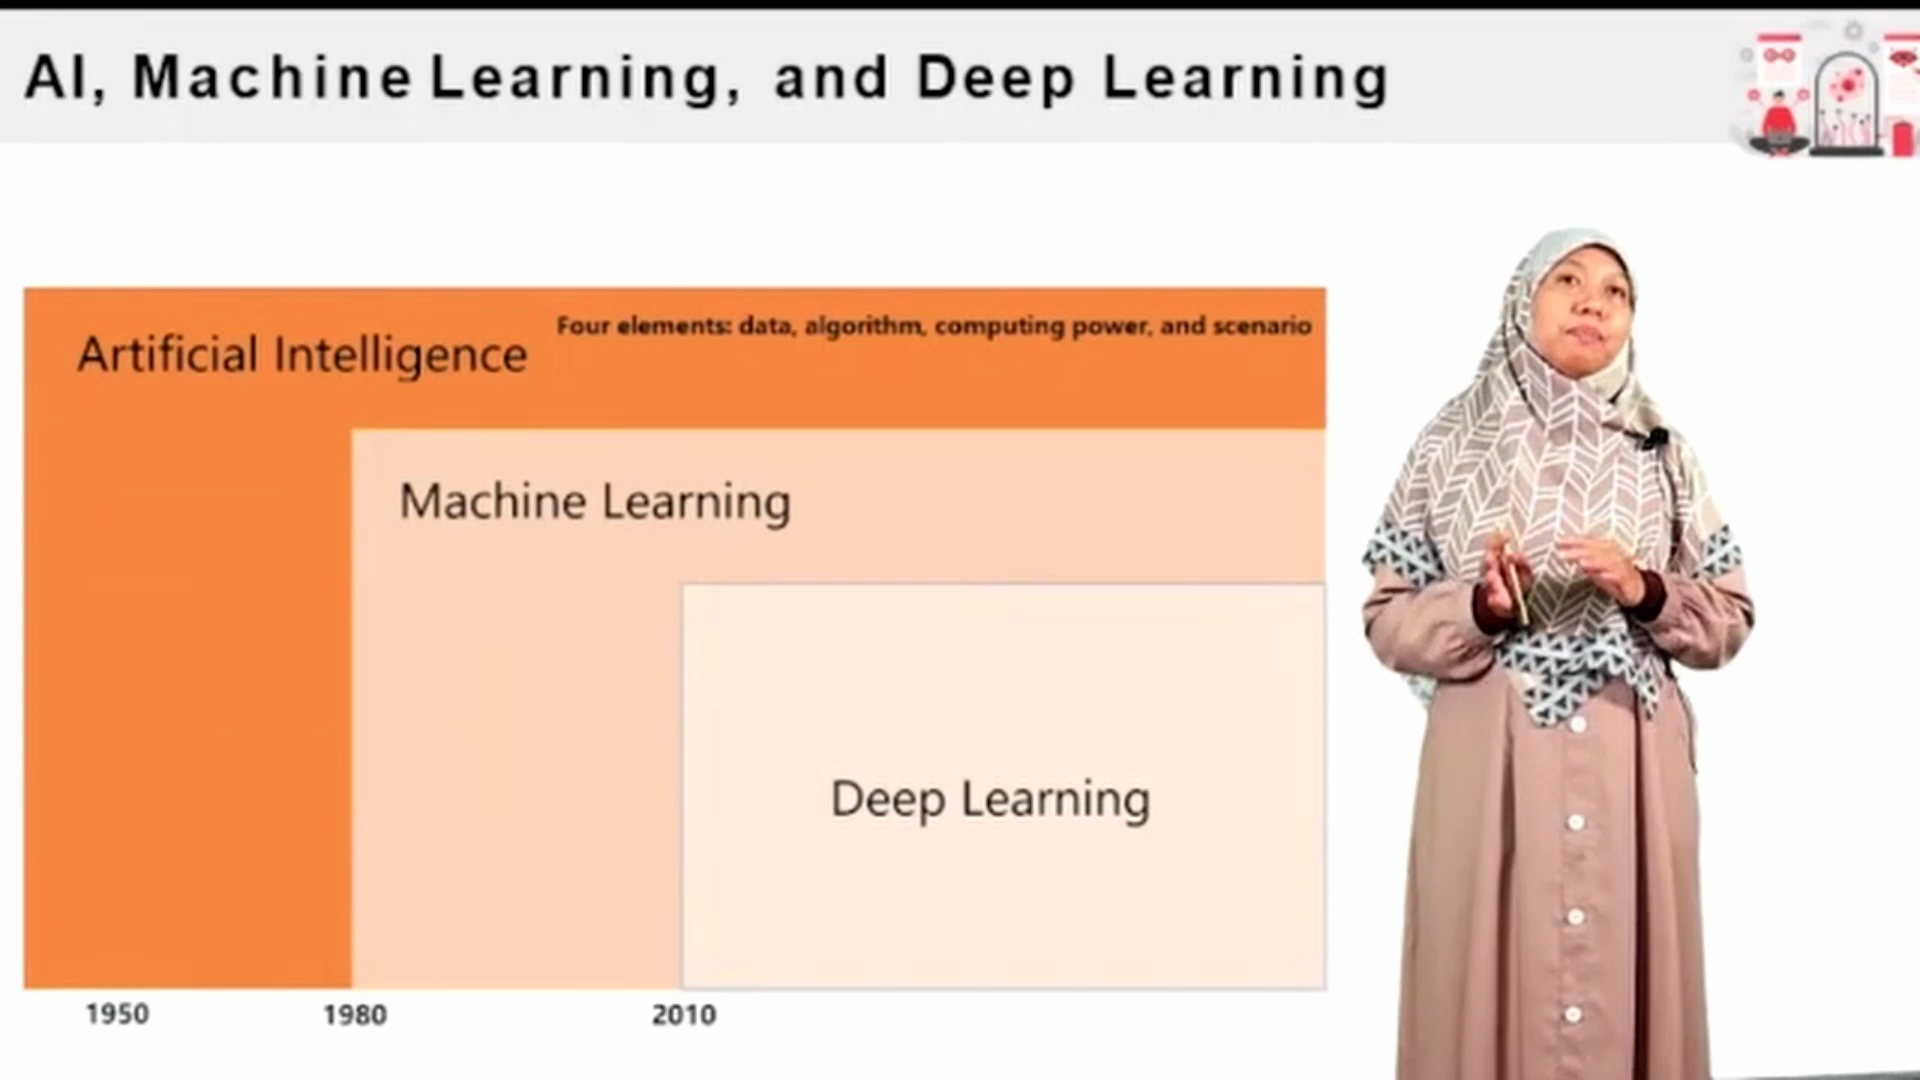 AI, Machine Learning, and Deep Learning
Four elements: data, algorithm, computing power, and scenario
Artificial Intelligence
Machine Learning
Deep Learning
1950
1980
2010